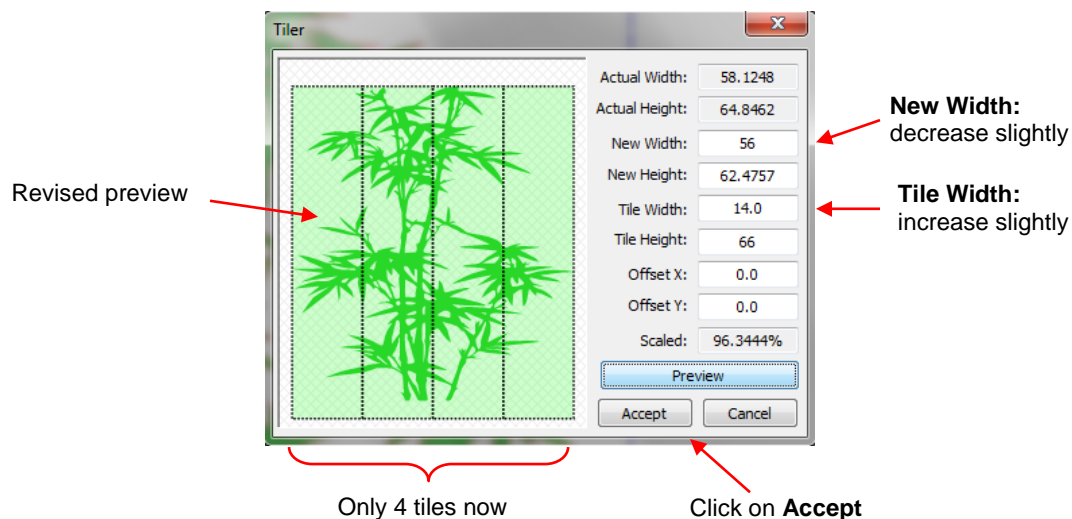 Tiler
x
Actual Width: 58.1248
Actual Height: 64.8462
New Width: 56
New Height: 62.4757
Tile Width: 14.0
Tile Height: 66
Offset X: 0.0
Offset Y: 0.0
Scaled: 96.3444%
Preview
Accept Cancel
New Width:
decrease slightly
Tile Width:
increase slightly
Revised preview
Only 4 tiles now
Click on Accept